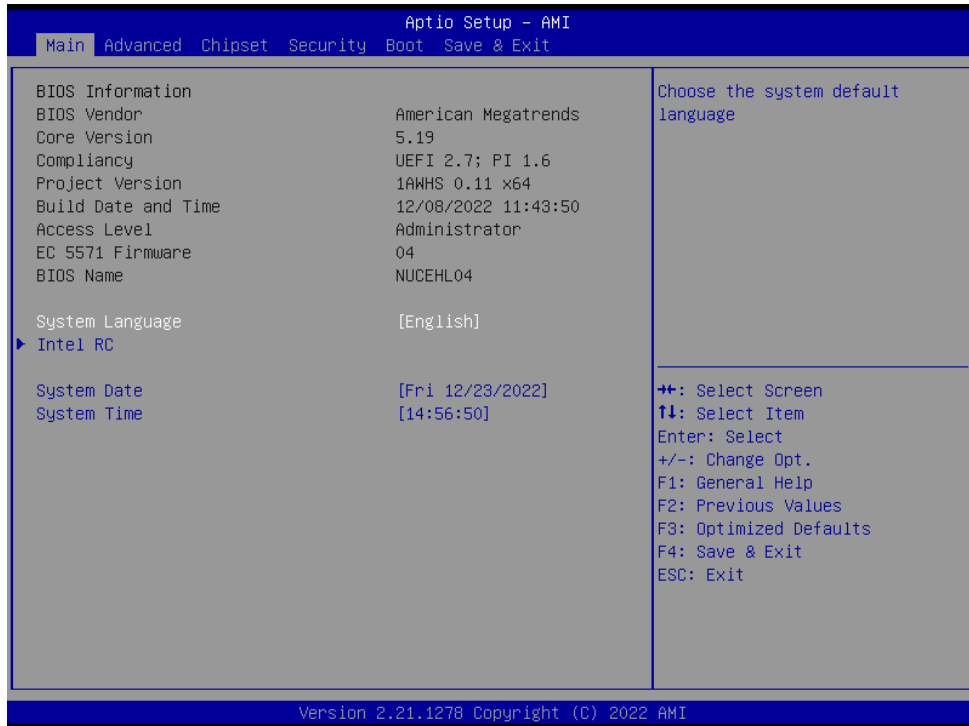 Aptio Setup – AMI
Main Advanced Chipset Security Boot Save & Exit
BIOS Information
BIOS Vendor American Megatrends
Core Version 5.19
Compliancy UEFI 2.7; PI 1.6
Project Version 1AWHS 0.11 x64
Build Date and Time 12/08/2022 11:43:50
Access Level Administrator
EC 5571 Firmware 04
BIOS Name NUCEHL04
System Language [English]
Intel RC
System Date [Fri 12/23/2022]
System Time [14:56:50]
Choose the system default
language
→←: Select Screen
↑↓: Select Item
Enter: Select
+/-: Change Opt.
F1: General Help
F2: Previous Values
F3: Optimized Defaults
F4: Save & Exit
ESC: Exit
Version 2.21.1278 Copyright (C) 2022 AMI